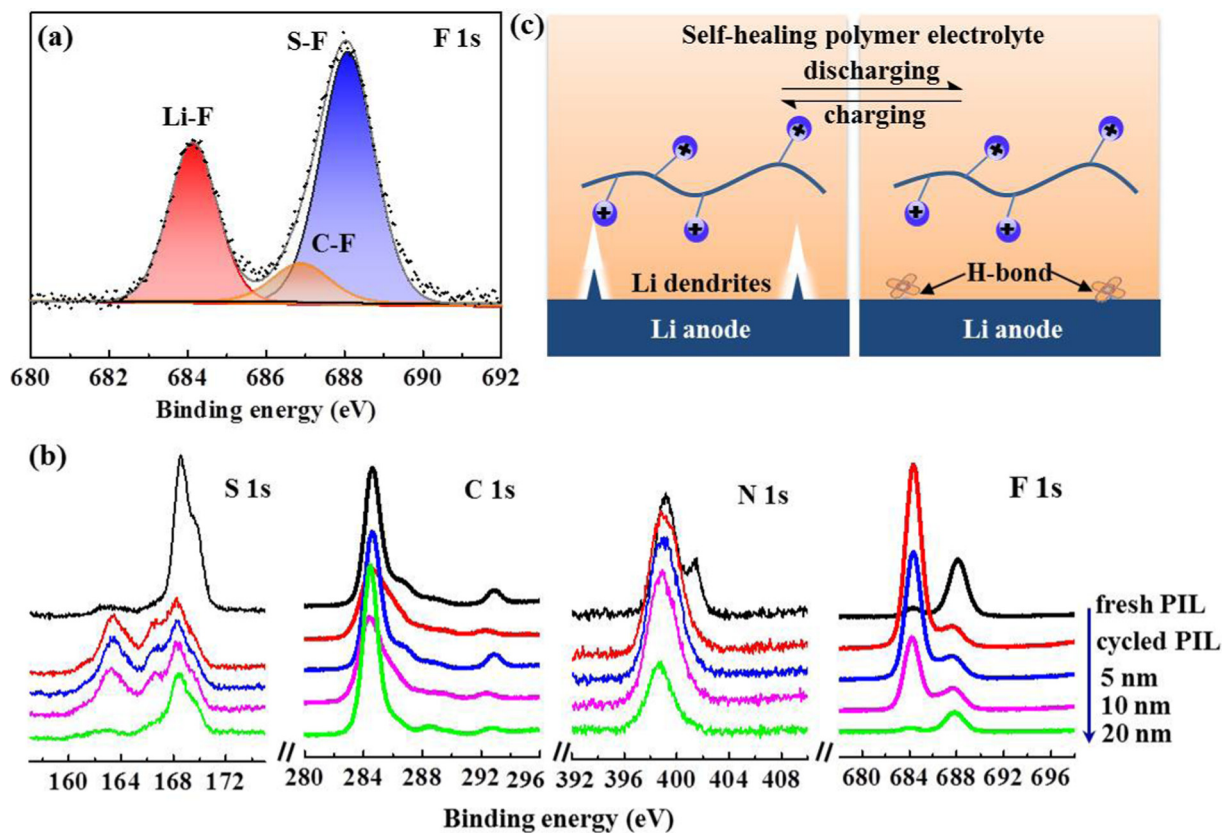 (a)
F 1s
S-F
Li-F
C-F
680 682 684 686 688 690 692
Binding energy (eV)
(c)
Self-healing polymer electrolyte
discharging
charging
+ + + +
+ + + +
Li dendrites
H-bond
Li anode
Li anode
(b)
S 1s
C 1s
N 1s
F 1s
fresh PIL
cycled PIL
5 nm
10 nm
20 nm
160 164 168 172 // 280 284 288 292 296 392 396 400 404 408 // 680 684 688 692 696
Binding energy (eV)